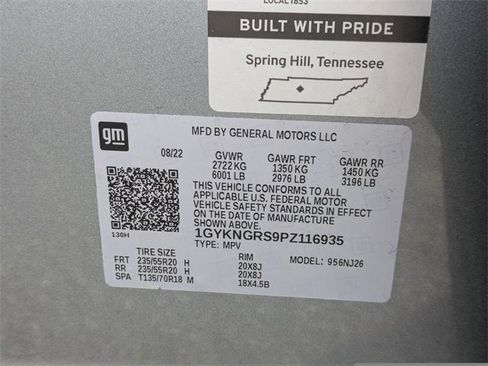 LOCAL1853
BUILT WITH PRIDE
Spring Hill, Tennessee
gm
MFD BY GENERAL MOTORS LLC
08/22 GVWR GAWR FRT GAWR RR
2722 KG 1350 KG 1450 KG
6001 LB 2976 LB 3196 LB
THIS VEHICLE CONFORMS TO ALL
APPLICABLE U.S. FEDERAL MOTOR
VEHICLE SAFETY STANDARDS IN EFFECT
ON THE DATE OF MANUFACTURE
SHOWN ABOVE.
130H 1GYKNGRS9PZ116935
TYPE: MPV MODEL: 956NJ26
TIRE SIZE RIM
FRT 235/55R20 H 20X8J
RR 235/55R20 H 20X8J
SPA T135/70R18 M 18X4.5B